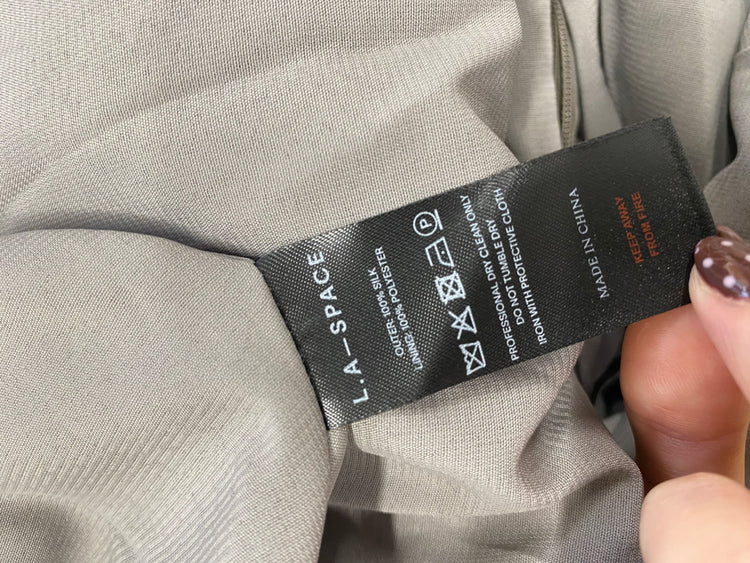 L.A—SPACE
OUTER: 100% SILK
LINING: 100% POLYESTER
P
PROFESSIONAL DRY CLEAN ONLY
DO NOT TUMBLE DRY
IRON WITH PROTECTIVE CLOTH
MADE IN CHINA
KEEP AWAY
FROM FIRE